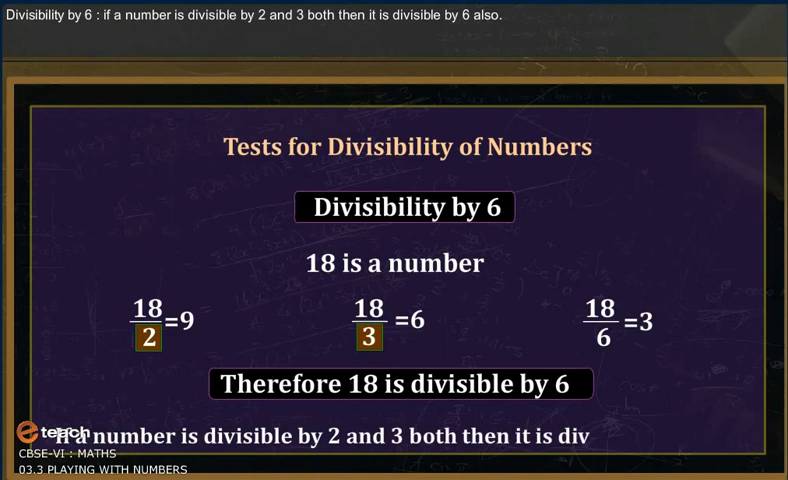 Divisibility by 6 : if a number is divisible by 2 and 3 both then it is divisible by 6 also.
Tests for Divisibility of Numbers
Divisibility by 6
18 is a number
18/2=9 18/3=6 18/6=3
Therefore 18 is divisible by 6
If a number is divisible by 2 and 3 both then it is div
eteach
CBSE-VI : MATHS
03.3 PLAYING WITH NUMBERS